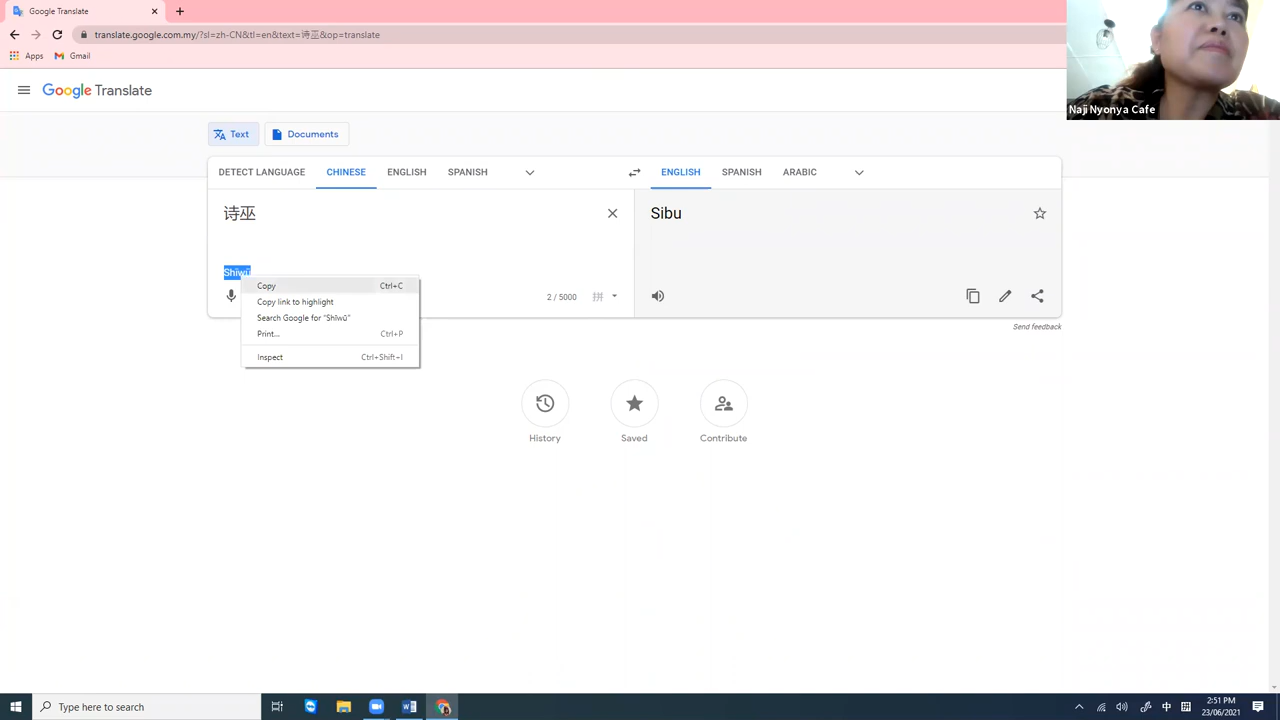 Google Translate
translate.google.com.my/?sl=zh-CN&tl=en&text=诗巫&op=translate
Apps
Gmail
Naji Nyonya Cafe
Google Translate
Text
Documents
DETECT LANGUAGE
CHINESE
ENGLISH
SPANISH
ENGLISH
SPANISH
ARABIC
诗巫
Sibu
Shīwū
Copy Ctrl+C
Copy link to highlight
Search Google for “Shīwū”
Print... Ctrl+P
Inspect Ctrl+Shift+I
2 / 5000
拼
Send feedback
History
Saved
Contribute
Type here to search
中
2:51 PM
23/06/2021